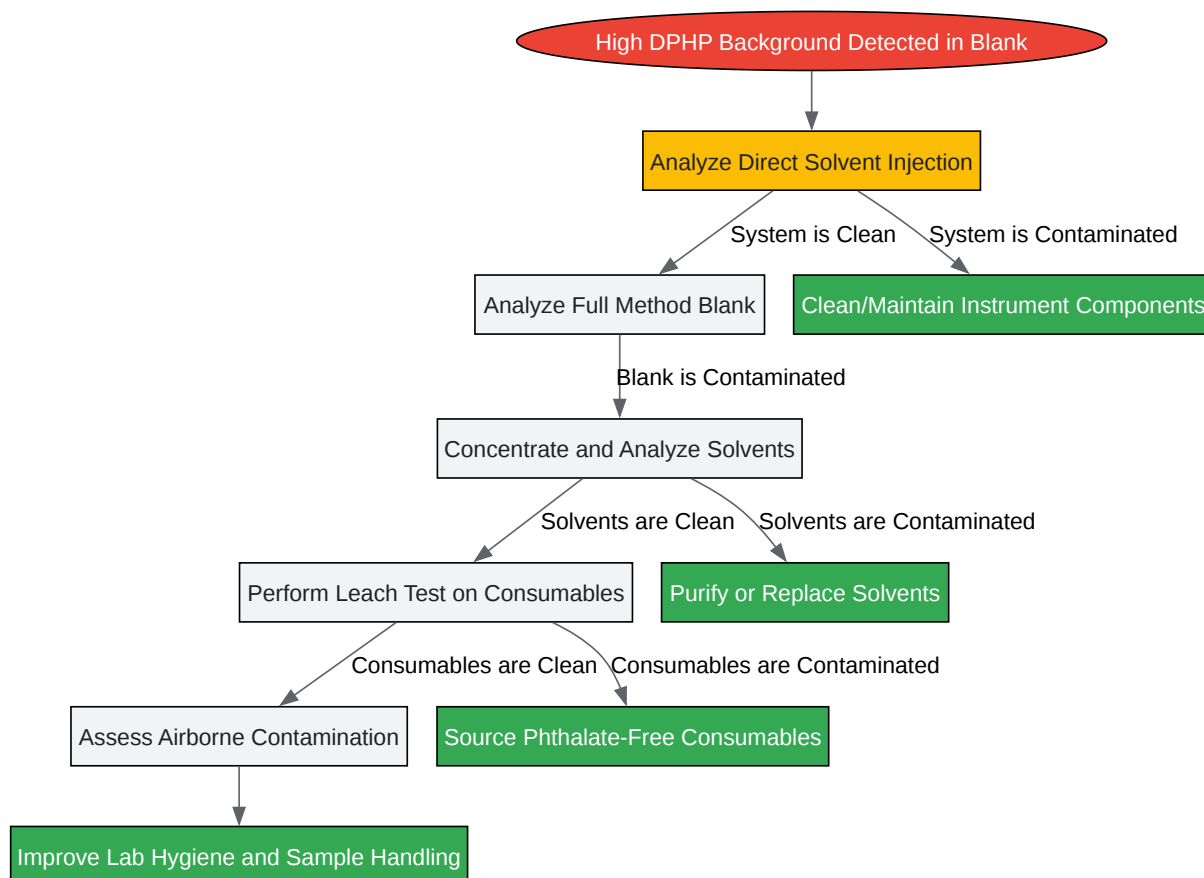 High DPHP Background Detected in Blank
Analyze Direct Solvent Injection
System is Clean
System is Contaminated
Analyze Full Method Blank
Clean/Maintain Instrument Components
Blank is Contaminated
Concentrate and Analyze Solvents
Solvents are Clean
Solvents are Contaminated
Perform Leach Test on Consumables
Purify or Replace Solvents
Consumables are Clean
Consumables are Contaminated
Assess Airborne Contamination
Source Phthalate-Free Consumables
Improve Lab Hygiene and Sample Handling